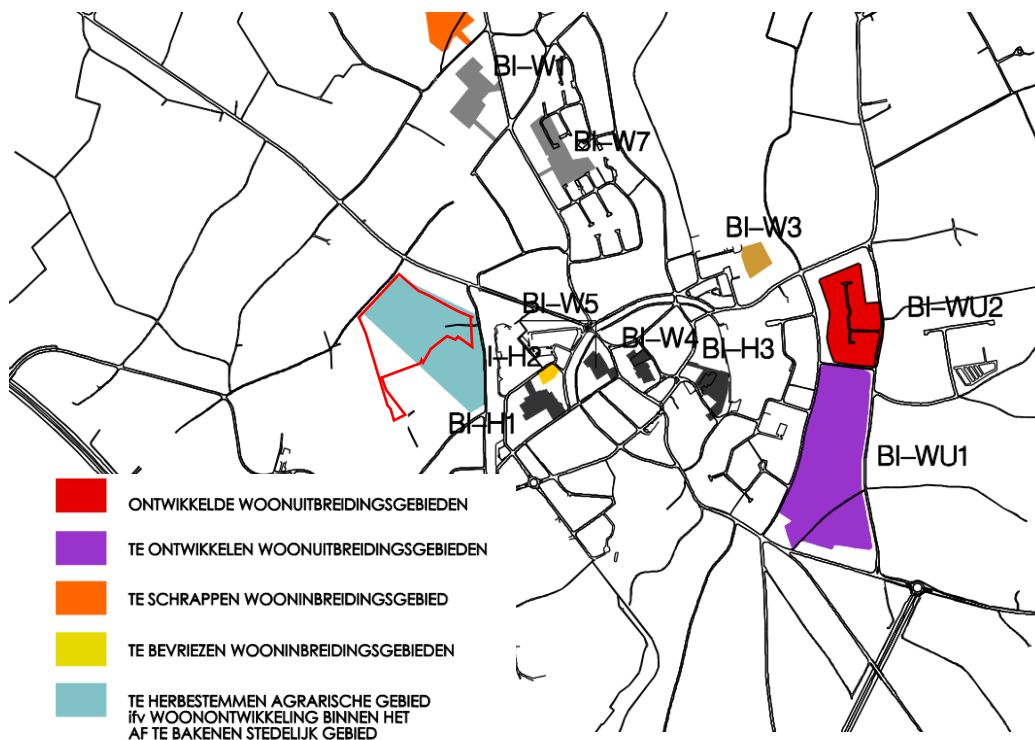 BI–W1
BI–W7
BI–W3
BI–W5
BI–WU2
BI–W4
I–H2
BI–H3
BI–H1
BI–WU1
ONTWIKKELDE WOONUITBREIDINGSGEBIEDEN
TE ONTWIKKELEN WOONUITBREIDINGSGEBIEDEN
TE SCHRAPPEN WOONINBREIDINGSGEBIED
TE BEVRIEZEN WOONINBREIDINGSGEBIEDEN
TE HERBESTEMMEN AGRARISCHE GEBIED
ifv WOONONTWIKKELING BINNEN HET
AF TE BAKENEN STEDELIJK GEBIED